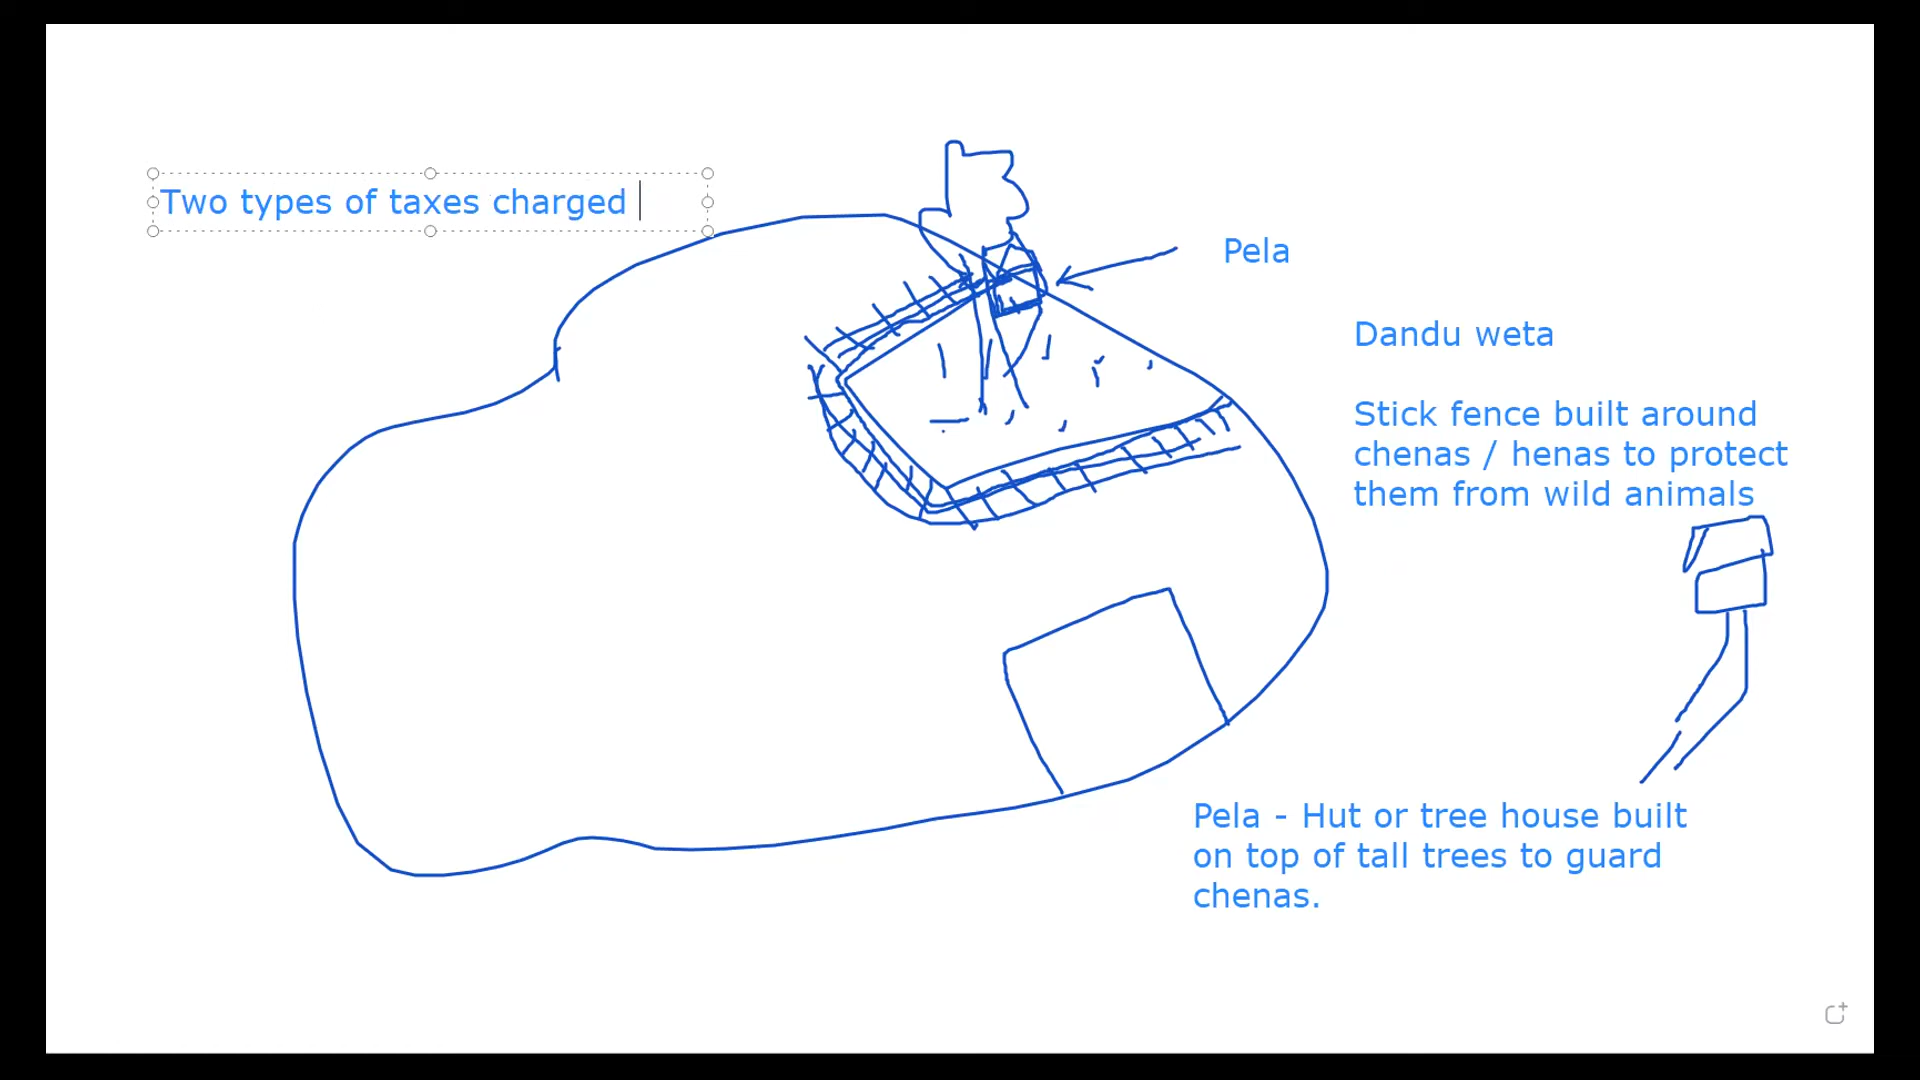 Two types of taxes charged
Pela
Dandu weta
Stick fence built around
chenas / henas to protect
them from wild animals
Pela - Hut or tree house built
on top of tall trees to guard
chenas.